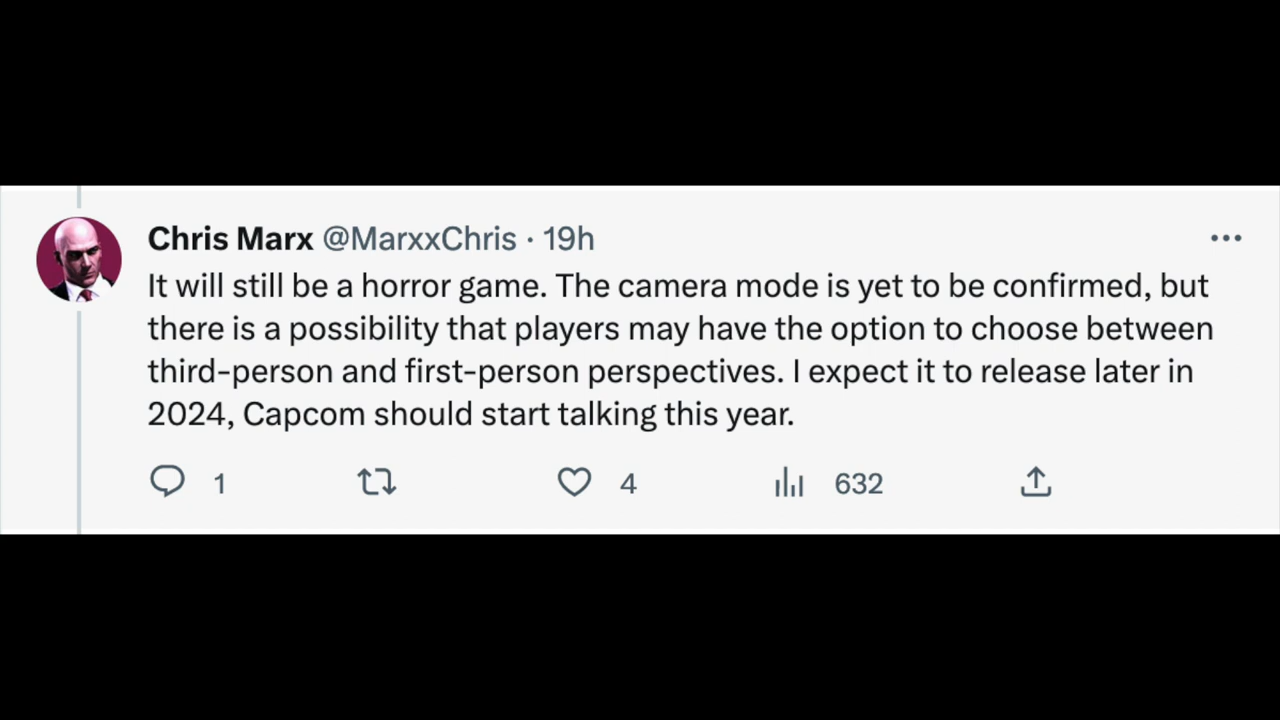 Chris Marx @MarxxChris · 19h
It will still be a horror game. The camera mode is yet to be confirmed, but
there is a possibility that players may have the option to choose between
third-person and first-person perspectives. I expect it to release later in
2024, Capcom should start talking this year.
1 4 632